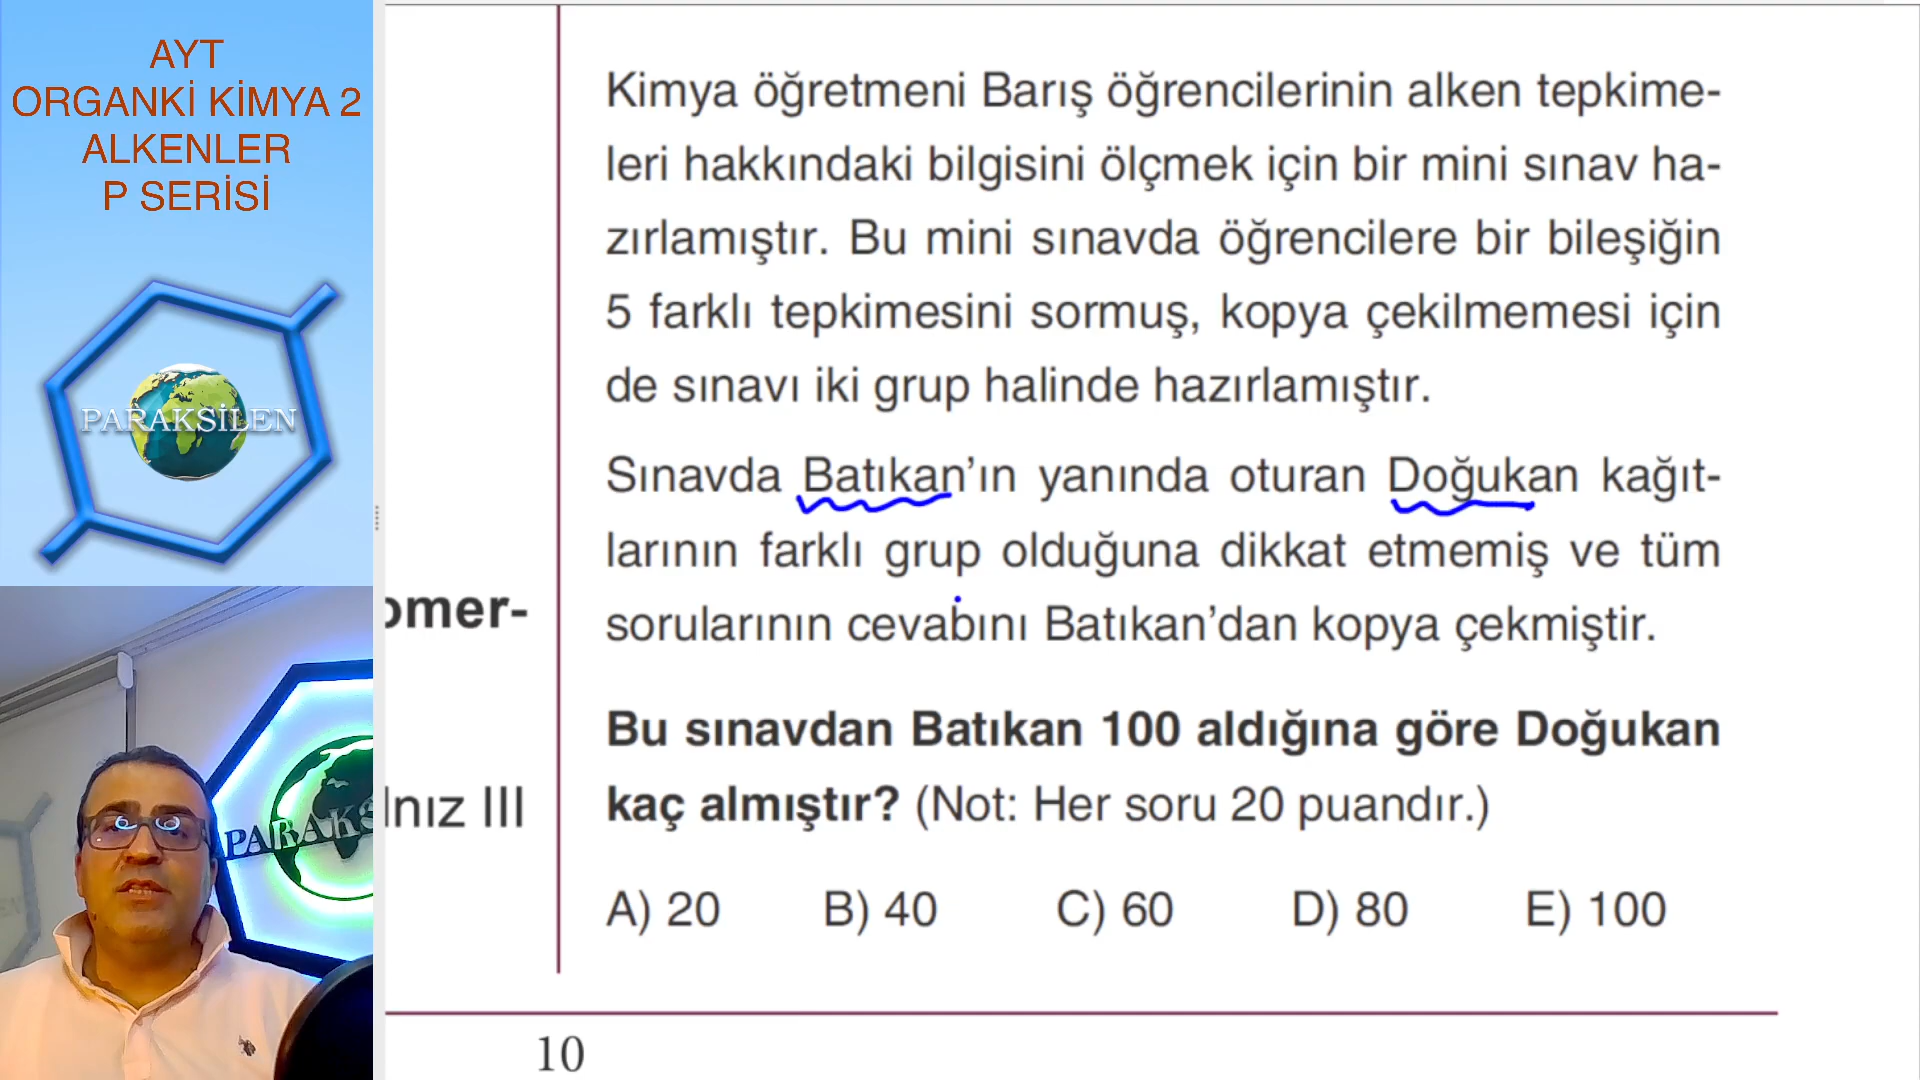 AYT
ORGANKİ KİMYA 2
ALKENLER
P SERİSİ
PARAKSİLEN
omer-
lnız III
Kimya öğretmeni Barış öğrencilerinin alken tepkime-
leri hakkındaki bilgisini ölçmek için bir mini sınav ha-
zırlamıştır. Bu mini sınavda öğrencilere bir bileşiğin
5 farklı tepkimesini sormuş, kopya çekilmemesi için
de sınavı iki grup halinde hazırlamıştır.
Sınavda Batıkan’ın yanında oturan Doğukan kağıt-
larının farklı grup olduğuna dikkat etmemiş ve tüm
sorularının cevabını Batıkan’dan kopya çekmiştir.
Bu sınavdan Batıkan 100 aldığına göre Doğukan
kaç almıştır? (Not: Her soru 20 puandır.)
A) 20 B) 40 C) 60 D) 80 E) 100
10
PARAKS